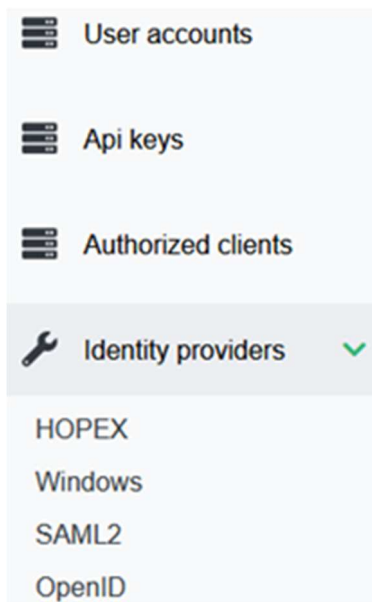 User accounts
Api keys
Authorized clients
Identity providers
HOPEX
Windows
SAML2
OpenID